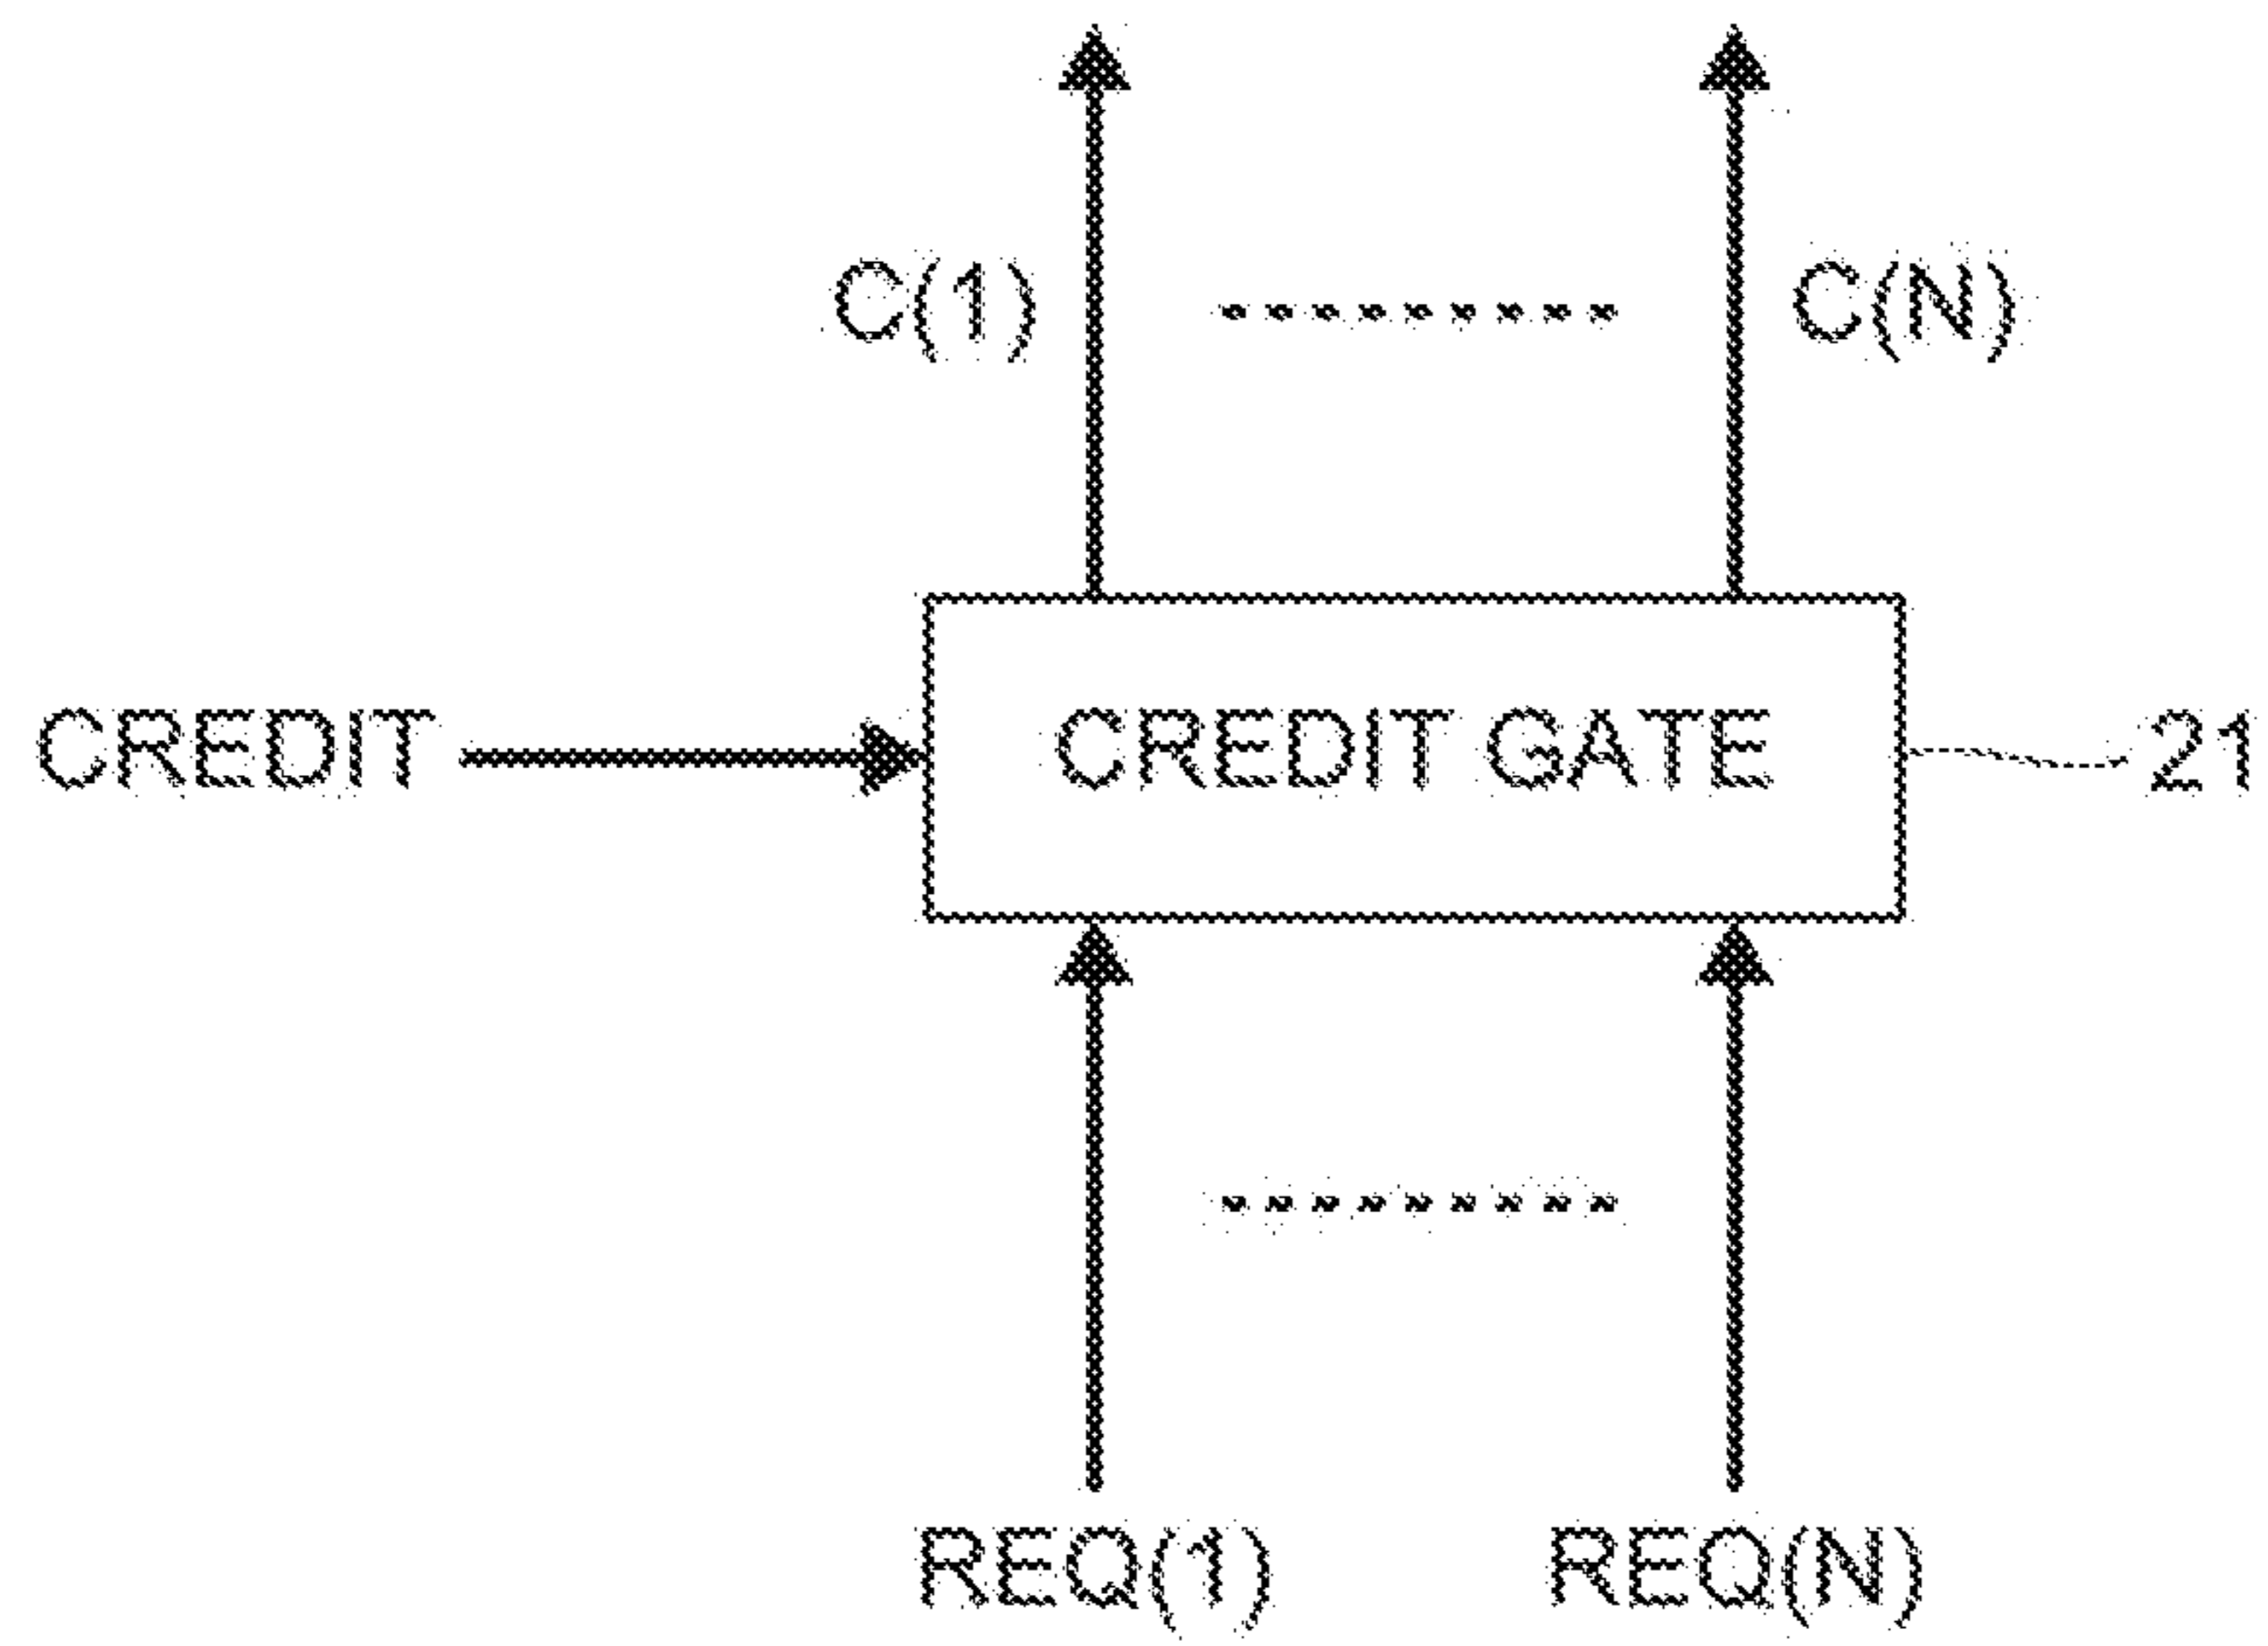 C(1) C(N)
CREDIT CREDIT GATE 21
REQ(1) REQ(N)